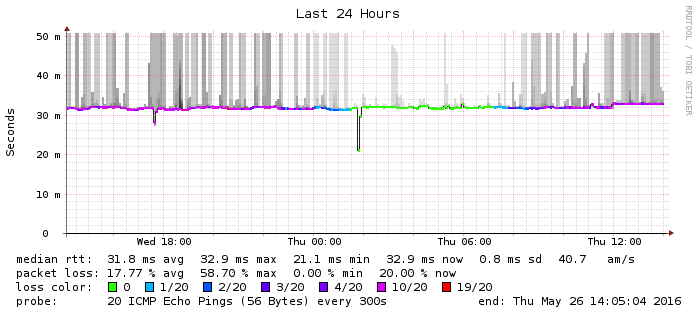 Last 24 Hours
RRDTOOL / TOBI OETIKER
Seconds
50 m
40 m
30 m
20 m
10 m
0
Wed 18:00 Thu 00:00 Thu 06:00 Thu 12:00
median rtt: 31.8 ms avg 32.9 ms max 21.1 ms min 32.9 ms now 0.8 ms sd 40.7 am/s
packet loss: 17.77 % avg 58.70 % max 0.00 % min 20.00 % now
loss color: 0 1/20 2/20 3/20 4/20 10/20 19/20
probe: 20 ICMP Echo Pings (56 Bytes) every 300s end: Thu May 26 14:05:04 2016